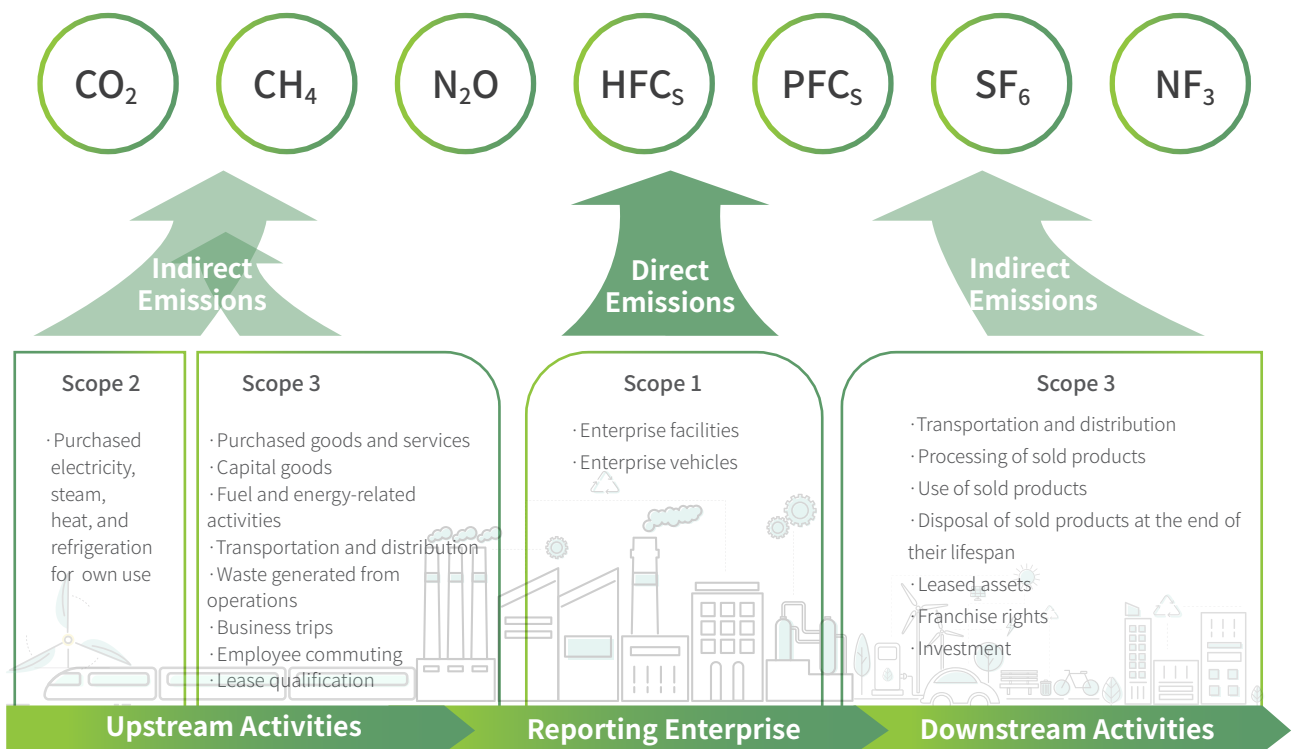 CO₂
CH₄
N₂O
HFCₛ
PFCₛ
SF₆
NF₃
Indirect
Emissions
Direct
Emissions
Indirect
Emissions
Scope 2
·Purchased
electricity,
steam,
heat, and
refrigeration
for own use
Scope 3
·Purchased goods and services
·Capital goods
·Fuel and energy-related
activities
·Transportation and distribution
·Waste generated from
operations
·Business trips
·Employee commuting
·Lease qualification
Scope 1
·Enterprise facilities
·Enterprise vehicles
Scope 3
·Transportation and distribution
·Processing of sold products
·Use of sold products
·Disposal of sold products at the end of
their lifespan
·Leased assets
·Franchise rights
·Investment
Upstream Activities
Reporting Enterprise
Downstream Activities